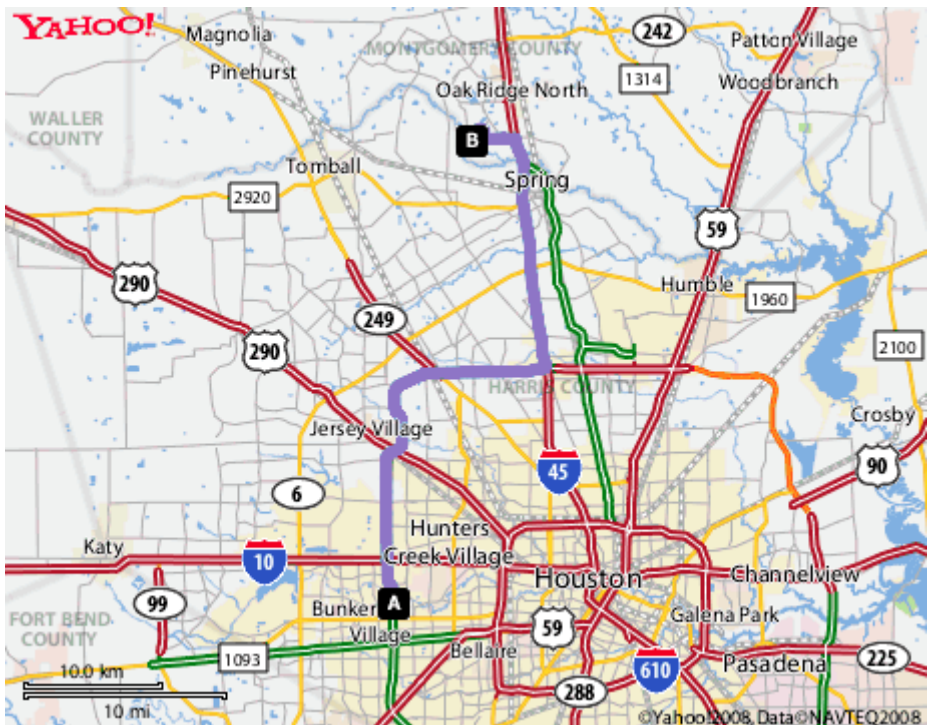 YAHOO!
Magnolia
MONTGOMERY COUNTY
242
Patton Village
Pinehurst
1314
Woodbranch
Oak Ridge North
WALLER
COUNTY
B
Tomball
Spring
2920
59
290
Humble
1960
249
290
2100
HARRIS COUNTY
Crosby
Jersey Village
45
90
6
Hunters
Creek Village
Katy
10
Houston
Channelview
99
A
Bunker
Village
Galena Park
FORT BEND
COUNTY
59
1093
Bellaire
610
Pasadena
225
10.0 km
288
10 mi
©Yahoo!2008, Data©NAVTEQ2008